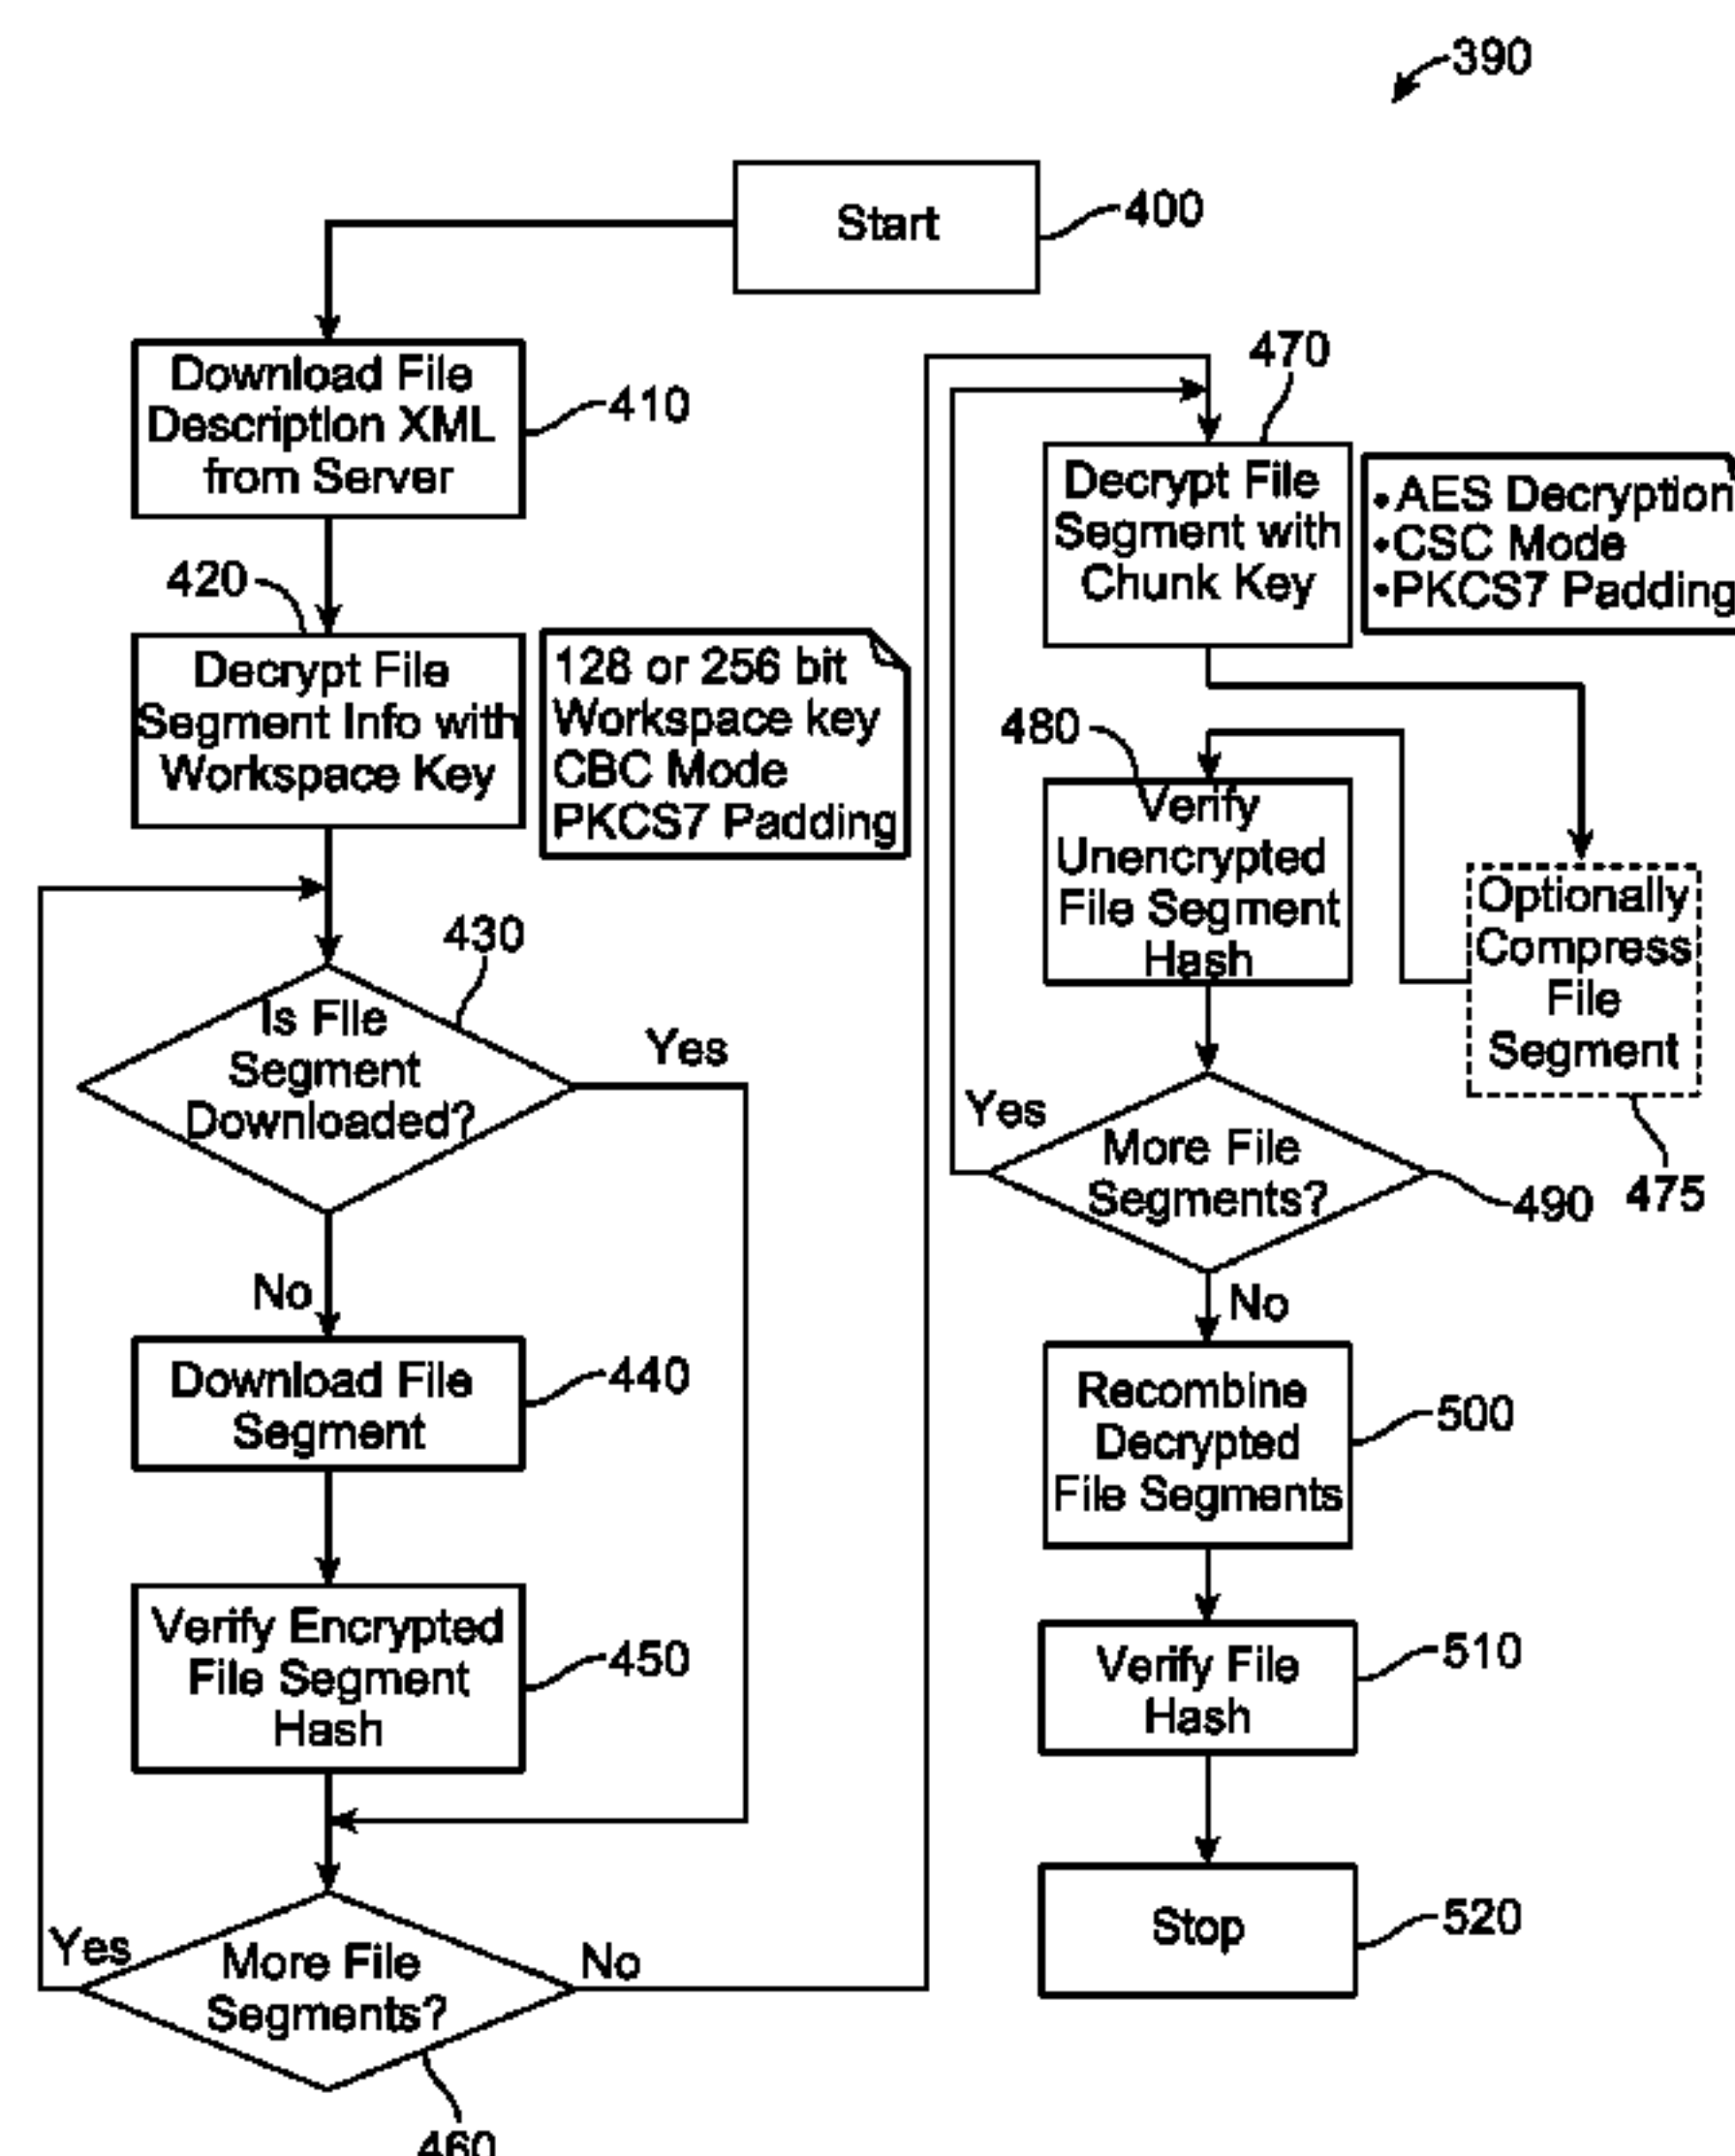 390
Start
400
Download File
Description XML
from Server
410
420
Decrypt File
Segment Info with
Workspace Key
128 or 256 bit
Workspace key
CBC Mode
PKCS7 Padding
430
Is File
Segment
Downloaded?
Yes
No
Download File
Segment
440
Verify Encrypted
File Segment
Hash
450
Yes
More File
Segments?
No
460
470
Decrypt File
Segment with
Chunk Key
•AES Decryption
•CSC Mode
•PKCS7 Padding
480
Verify
Unencrypted
File Segment
Hash
Optionally
Compress
File
Segment
475
Yes
More File
Segments?
490
No
Recombine
Decrypted
File Segments
500
Verify File
Hash
510
Stop
520